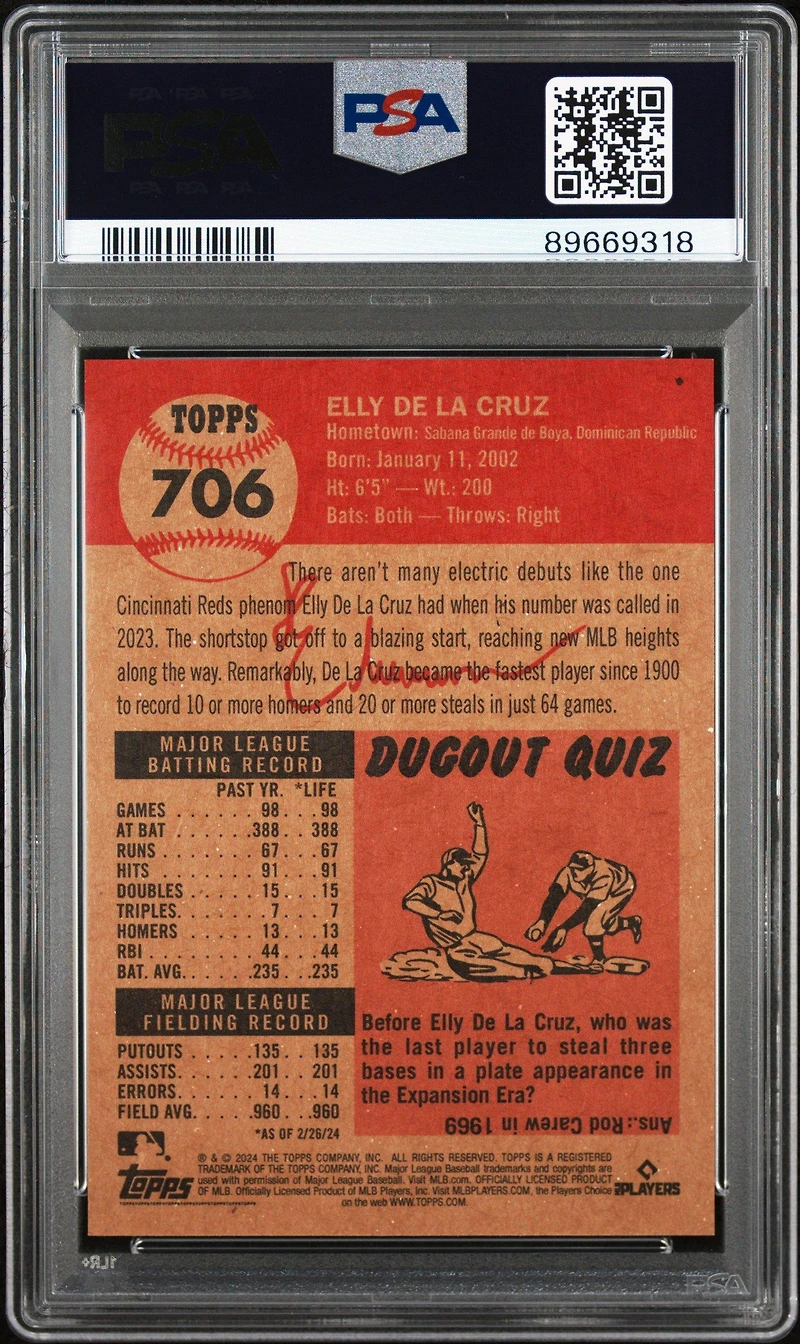 PSA
89669318
TOPPS
706
ELLY DE LA CRUZ
Hometown: Sabana Grande de Boya, Dominican Republic
Born: January 11, 2002
Ht: 6'5" — Wt.: 200
Bats: Both — Throws: Right
There aren't many electric debuts like the one
Cincinnati Reds phenom Elly De La Cruz had when his number was called in
2023. The shortstop got off to a blazing start, reaching new MLB heights
along the way. Remarkably, De La Cruz became the fastest player since 1900
to record 10 or more homers and 20 or more steals in just 64 games.
MAJOR LEAGUE
BATTING RECORD
PAST YR. *LIFE
GAMES . . . . . . . 98. . . .98
AT BAT . . . . . . .388. . 388
RUNS . . . . . . . . 67. . . .67
HITS . . . . . . . . 91. . . .91
DOUBLES . . . . . . 15. . . .15
TRIPLES. . . . . . . .7. . . . 7
HOMERS . . . . . . 13. . . .13
RBI . . . . . . . . . 44. . . .44
BAT. AVG. . . . . .235. . .235
MAJOR LEAGUE
FIELDING RECORD
PUTOUTS . . . . . .135. . 135
ASSISTS. . . . . . .201. . 201
ERRORS. . . . . . . 14. . . .14
FIELD AVG. . . . . .960. . .960
*AS OF 2/26/24
DUGOUT QUIZ
Before Elly De La Cruz, who was
the last player to steal three
bases in a plate appearance in
the Expansion Era?
Ans.: Rod Carew in 1969
® & © 2024 THE TOPPS COMPANY, INC. ALL RIGHTS RESERVED. TOPPS IS A REGISTERED
TRADEMARK OF THE TOPPS COMPANY, INC. Major League Baseball trademarks and copyrights are
used with permission of Major League Baseball. Visit MLB.com. OFFICIALLY LICENSED PRODUCT
OF MLB. Officially Licensed Product of MLB Players, Inc. Visit MLBPLAYERS.COM, the Players Choice
on the web WWW.TOPPS.COM.
Topps
PLAYERS
PSA